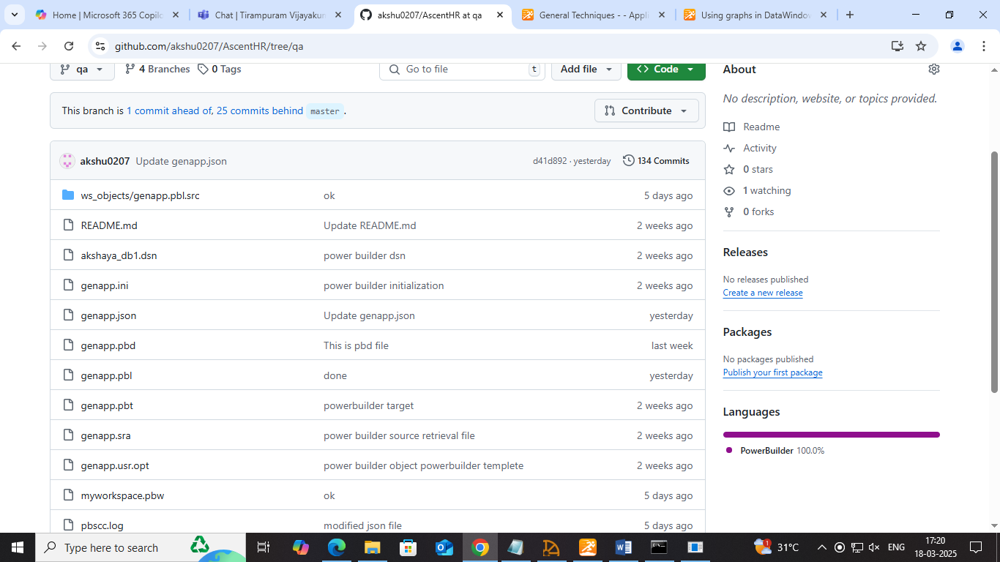 Home | Microsoft 365 Copilo
Chat | Tirampuram Vijayakun
akshu0207/AscentHR at qa
General Techniques - - Appli
Using graphs in DataWindow
github.com/akshu0207/AscentHR/tree/qa
qa
4 Branches
0 Tags
Go to file
t
Add file
Code
About
No description, website, or topics provided.
This branch is 1 commit ahead of, 25 commits behind master .
Contribute
Readme
Activity
0 stars
1 watching
0 forks
akshu0207 Update genapp.json d41d892 · yesterday 134 Commits
ws_objects/genapp.pbl.src ok 5 days ago
README.md Update README.md 2 weeks ago
akshaya_db1.dsn power builder dsn 2 weeks ago
genapp.ini power builder initialization 2 weeks ago
genapp.json Update genapp.json yesterday
genapp.pbd This is pbd file last week
genapp.pbl done yesterday
genapp.pbt powerbuilder target 2 weeks ago
genapp.sra power builder source retrieval file 2 weeks ago
genapp.usr.opt power builder object powerbuilder templete 2 weeks ago
myworkspace.pbw ok 5 days ago
pbscc.log modified json file 5 days ago
Releases
No releases published
Create a new release
Packages
No packages published
Publish your first package
Languages
PowerBuilder 100.0%
Type here to search
1
31°C
ENG
17:20
18-03-2025